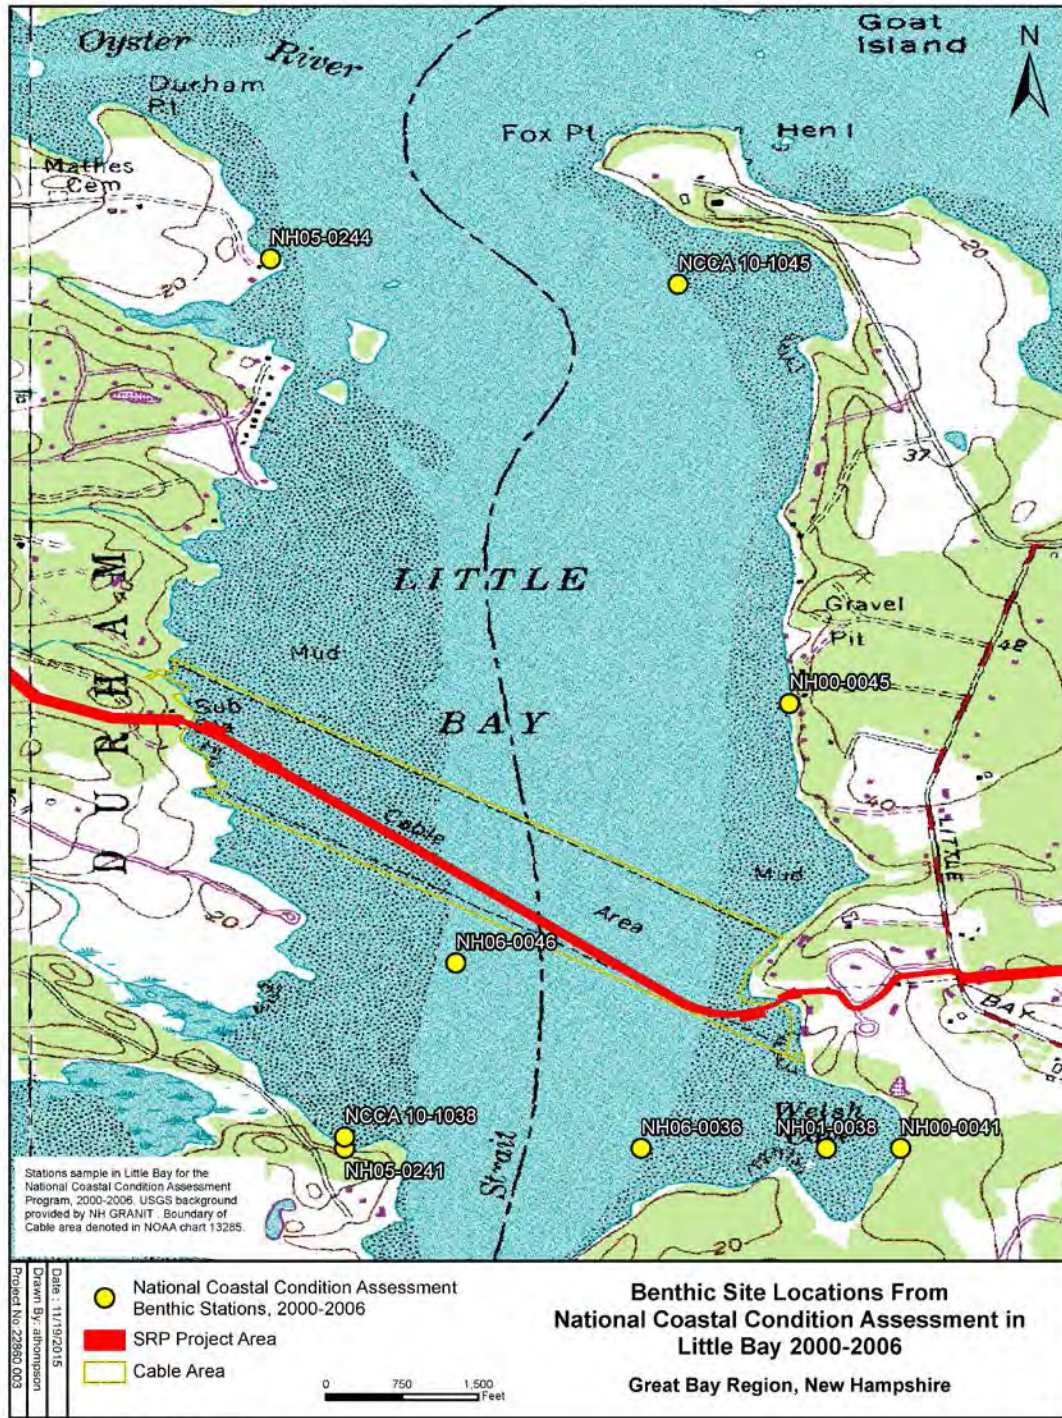 Oyster River
Goat
Island
N
Durham
Pt
Fox Pt
Hen I
Mathes
Cem
NH05-0244
20
20
NCCA 10-1045
37
LITTLE
Gravel
Pit
48
Mud
NH00-0045
DURHAM
Sub
BAY
40
LITTLE
Cable
Mud
Area
20
NH06-0046
BAY
NCCA 10-1038
NH05-0241
NH06-0036
Welsh
NH01-0038
NH00-0041
20
Stations sample in Little Bay for the
National Coastal Condition Assessment
Program, 2000-2006. USGS background
provided by NH GRANIT . Boundary of
Cable area denoted in NOAA chart 13285.
Date : 11/19/2015
Drawn By: athompson
Project No:22860.003
National Coastal Condition Assessment
Benthic Stations, 2000-2006
SRP Project Area
Cable Area
0 750 1,500
Feet
Benthic Site Locations From
National Coastal Condition Assessment in
Little Bay 2000-2006
Great Bay Region, New Hampshire